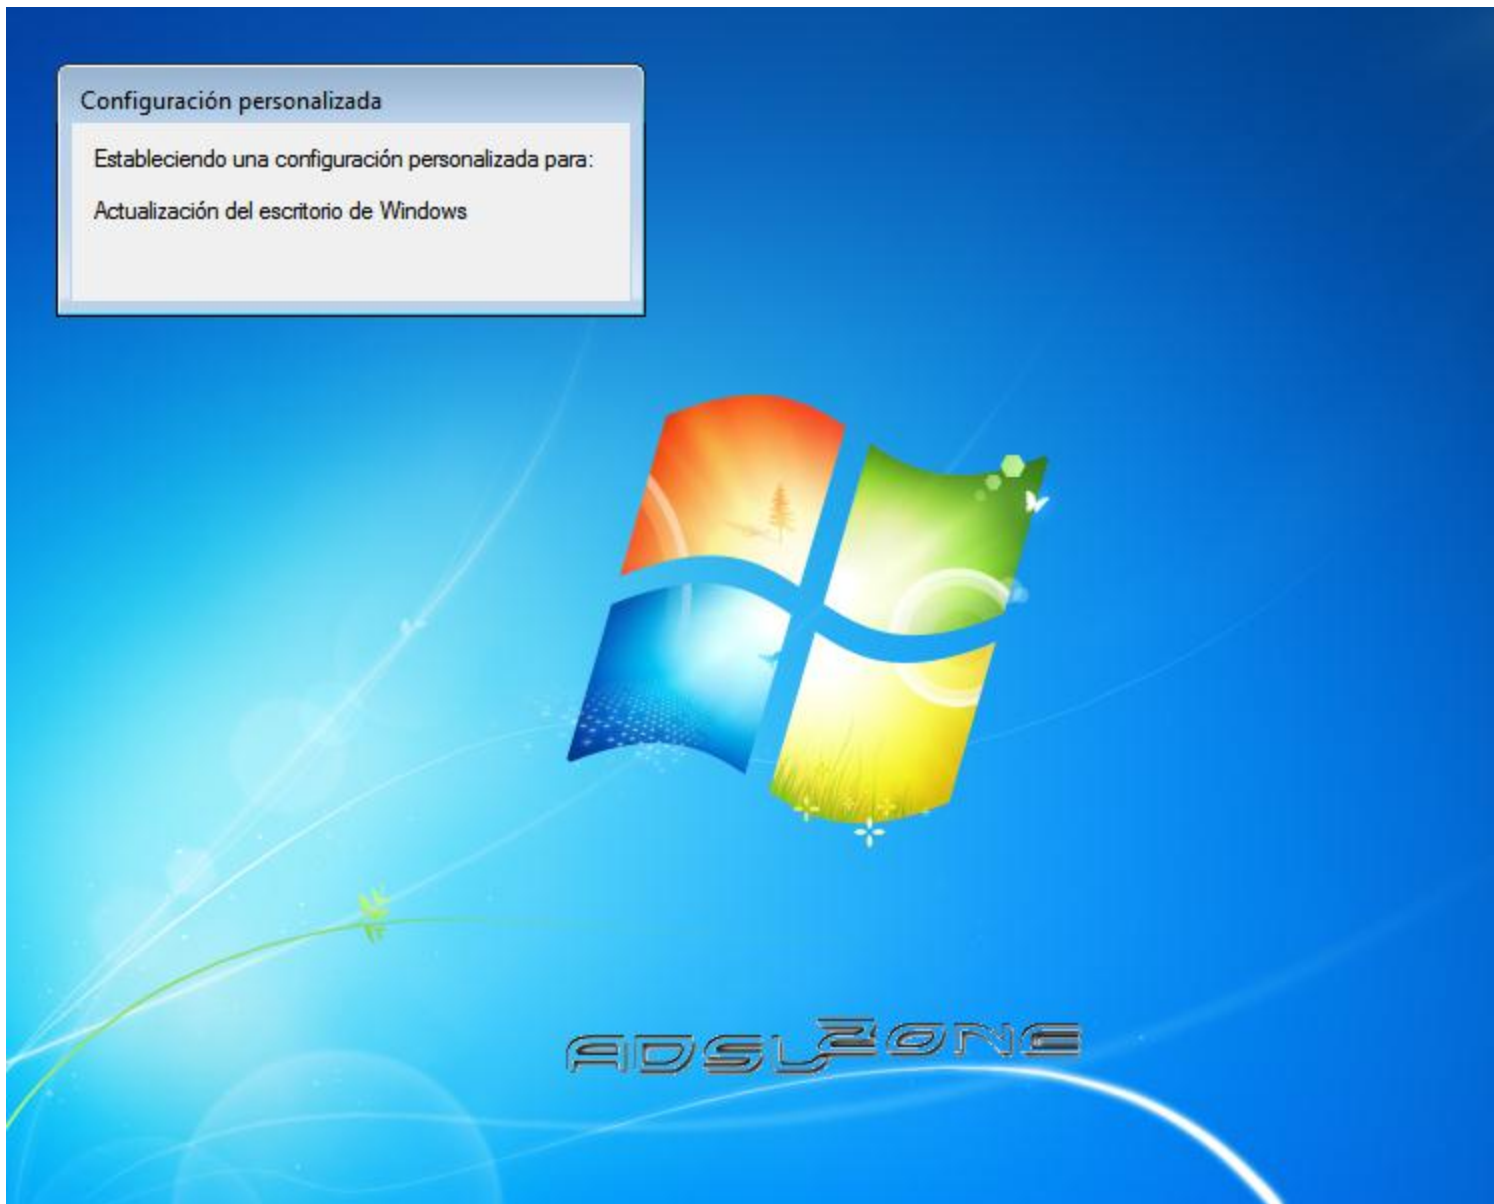 Configuración personalizada
Estableciendo una configuración personalizada para:
Actualización del escritorio de Windows
ADSLZONE